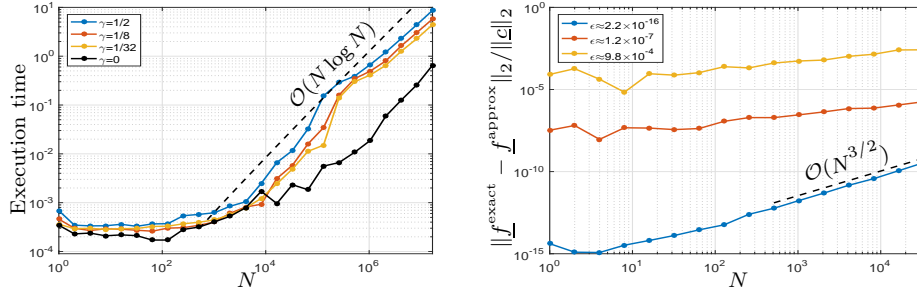 Execution time
10^1
10^0
10^-1
10^-2
10^-3
10^-4
γ=1/2
γ=1/8
γ=1/32
γ=0
O(N log N)
10^0
10^2
10^4
10^6
N
||f^exact − f^approx||_2/||c||_2
10^0
10^-5
10^-10
10^-15
ϵ≈2.2×10^-16
ϵ≈1.2×10^-7
ϵ≈9.8×10^-4
O(N^3/2)
10^0
10^1
10^2
10^3
10^4
N